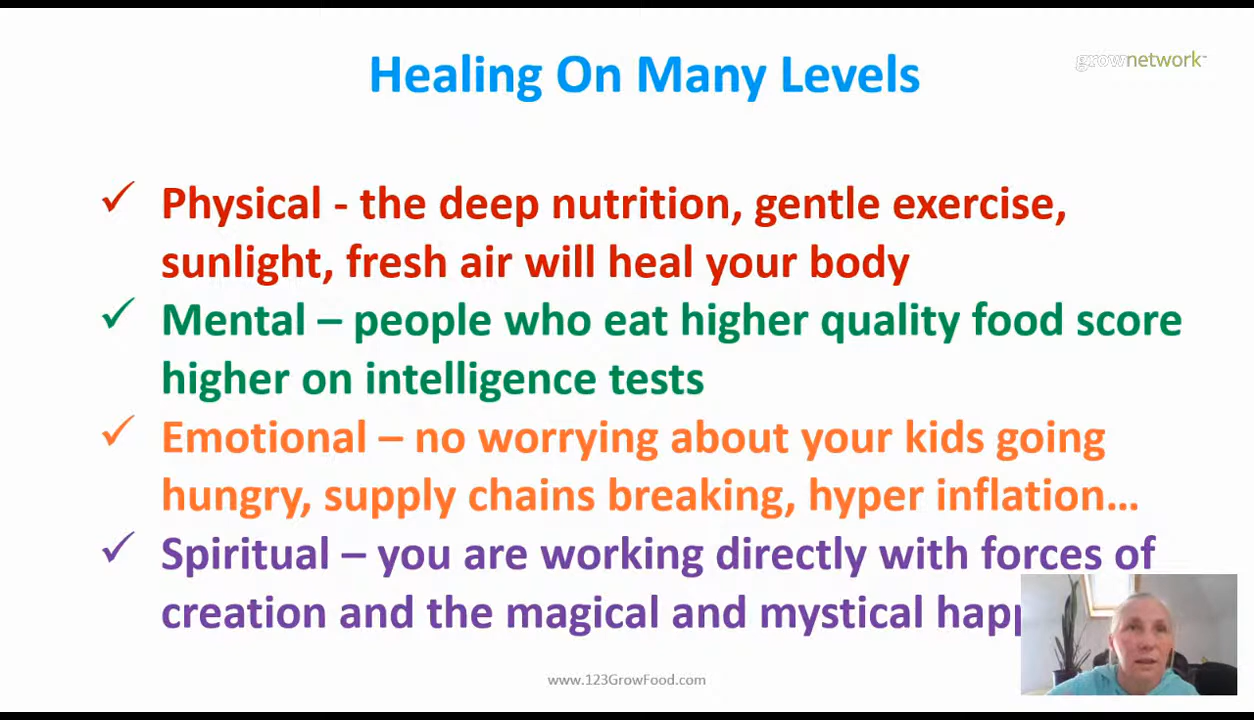 Healing On Many Levels
grownetwork™
✓ Physical - the deep nutrition, gentle exercise,
sunlight, fresh air will heal your body
✓ Mental – people who eat higher quality food score
higher on intelligence tests
✓ Emotional – no worrying about your kids going
hungry, supply chains breaking, hyper inflation…
✓ Spiritual – you are working directly with forces of
creation and the magical and mystical
www.123GrowFood.com